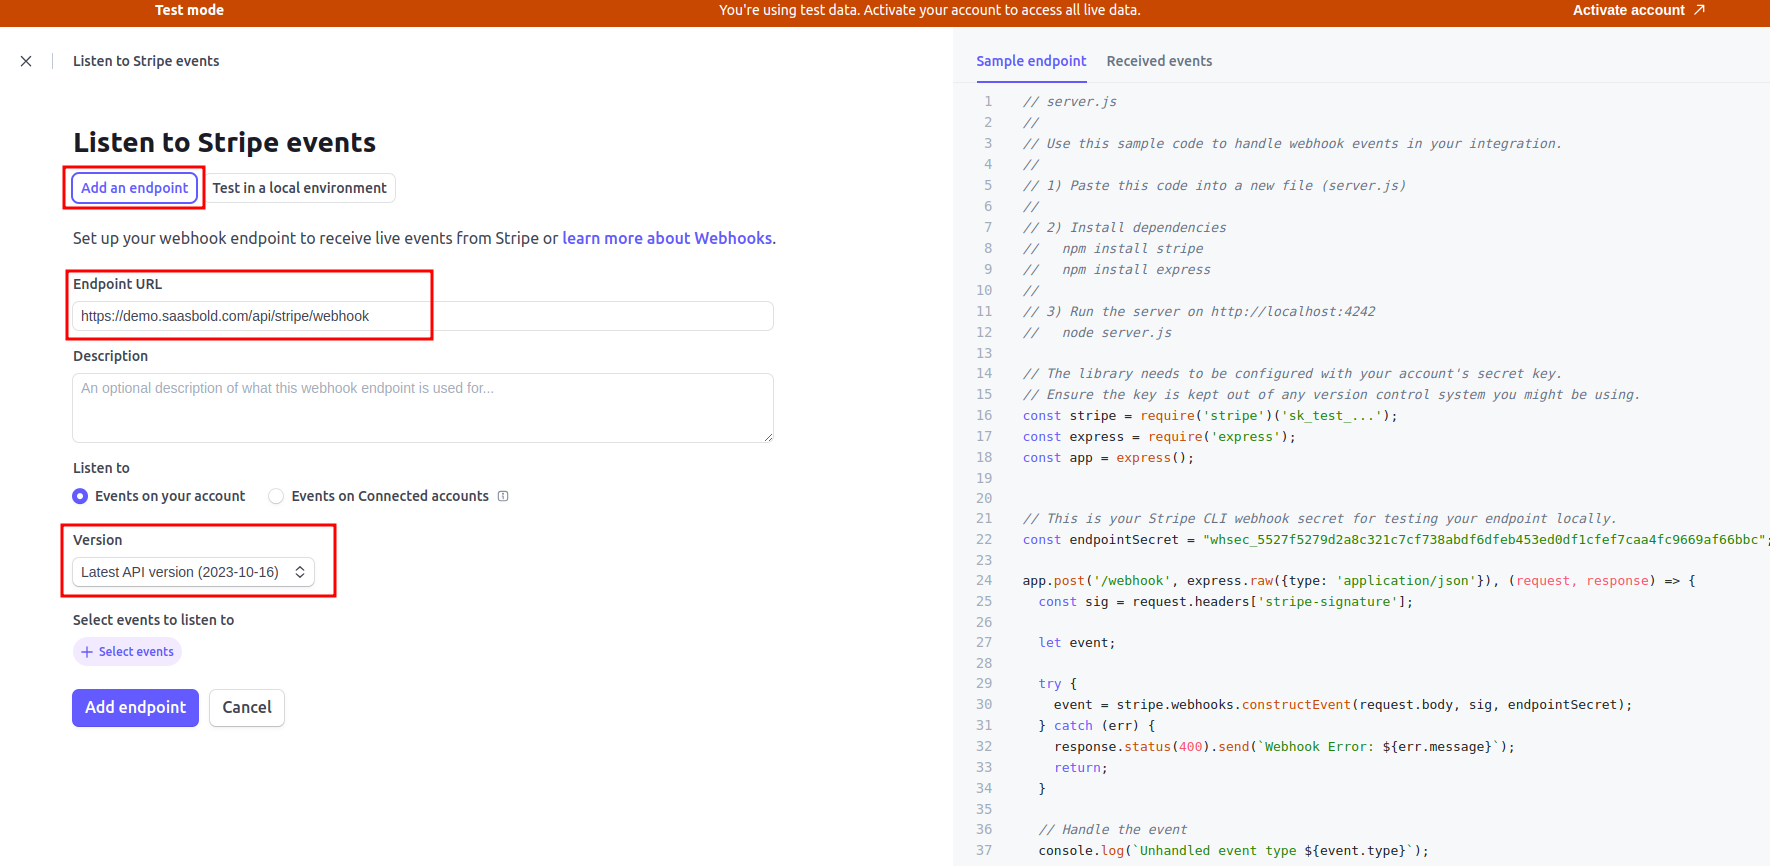 Test mode
You're using test data. Activate your account to access all live data.
Activate account
Listen to Stripe events
Listen to Stripe events
Add an endpoint
Test in a local environment
Set up your webhook endpoint to receive live events from Stripe or learn more about Webhooks.
Endpoint URL
https://demo.saasbold.com/api/stripe/webhook
Description
An optional description of what this webhook endpoint is used for...
Listen to
Events on your account
Events on Connected accounts
Version
Latest API version (2023-10-16)
Select events to listen to
+ Select events
Add endpoint
Cancel
Sample endpoint
Received events
1 // server.js
2 //
3 // Use this sample code to handle webhook events in your integration.
4 //
5 // 1) Paste this code into a new file (server.js)
6 //
7 // 2) Install dependencies
8 //   npm install stripe
9 //   npm install express
10 //
11 // 3) Run the server on http://localhost:4242
12 //   node server.js
13
14 // The library needs to be configured with your account's secret key.
15 // Ensure the key is kept out of any version control system you might be using.
16 const stripe = require('stripe')('sk_test_...');
17 const express = require('express');
18 const app = express();
19
20
21 // This is your Stripe CLI webhook secret for testing your endpoint locally.
22 const endpointSecret = "whsec_5527f5279d2a8c321c7cf738abdf6dfeb453ed0df1cfef7caa4fc9669af66bbc";
23
24 app.post('/webhook', express.raw({type: 'application/json'}), (request, response) => {
25   const sig = request.headers['stripe-signature'];
26
27   let event;
28
29   try {
30     event = stripe.webhooks.constructEvent(request.body, sig, endpointSecret);
31   } catch (err) {
32     response.status(400).send(`Webhook Error: ${err.message}`);
33     return;
34   }
35
36   // Handle the event
37   console.log(`Unhandled event type ${event.type}`);